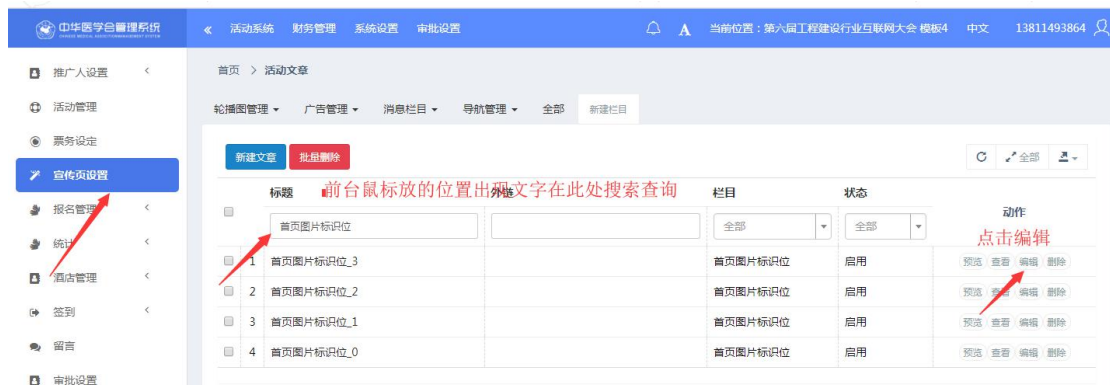 中华医学会管理系统
« 活动系统 财务管理 系统设置 审批设置 A 当前位置：第六届工程建设行业互联网大会 模板4 中文 13811493864
推广人设置
活动管理
票务设定
宣传页设置
报名管理
统计
酒店管理
签到
留言
审批设置
首页 > 活动文章
轮播图管理 广告管理 消息栏目 导航管理 全部 新建栏目
新建文章 批量删除 全部
前台鼠标放的位置出现文字在此处搜索查询
标题 外链 栏目 状态 动作
首页图片标识位 全部 全部
点击编辑
1 首页图片标识位_3 首页图片标识位 启用 预览 查看 编辑 删除
2 首页图片标识位_2 首页图片标识位 启用 预览 查看 编辑 删除
3 首页图片标识位_1 首页图片标识位 启用 预览 查看 编辑 删除
4 首页图片标识位_0 首页图片标识位 启用 预览 查看 编辑 删除